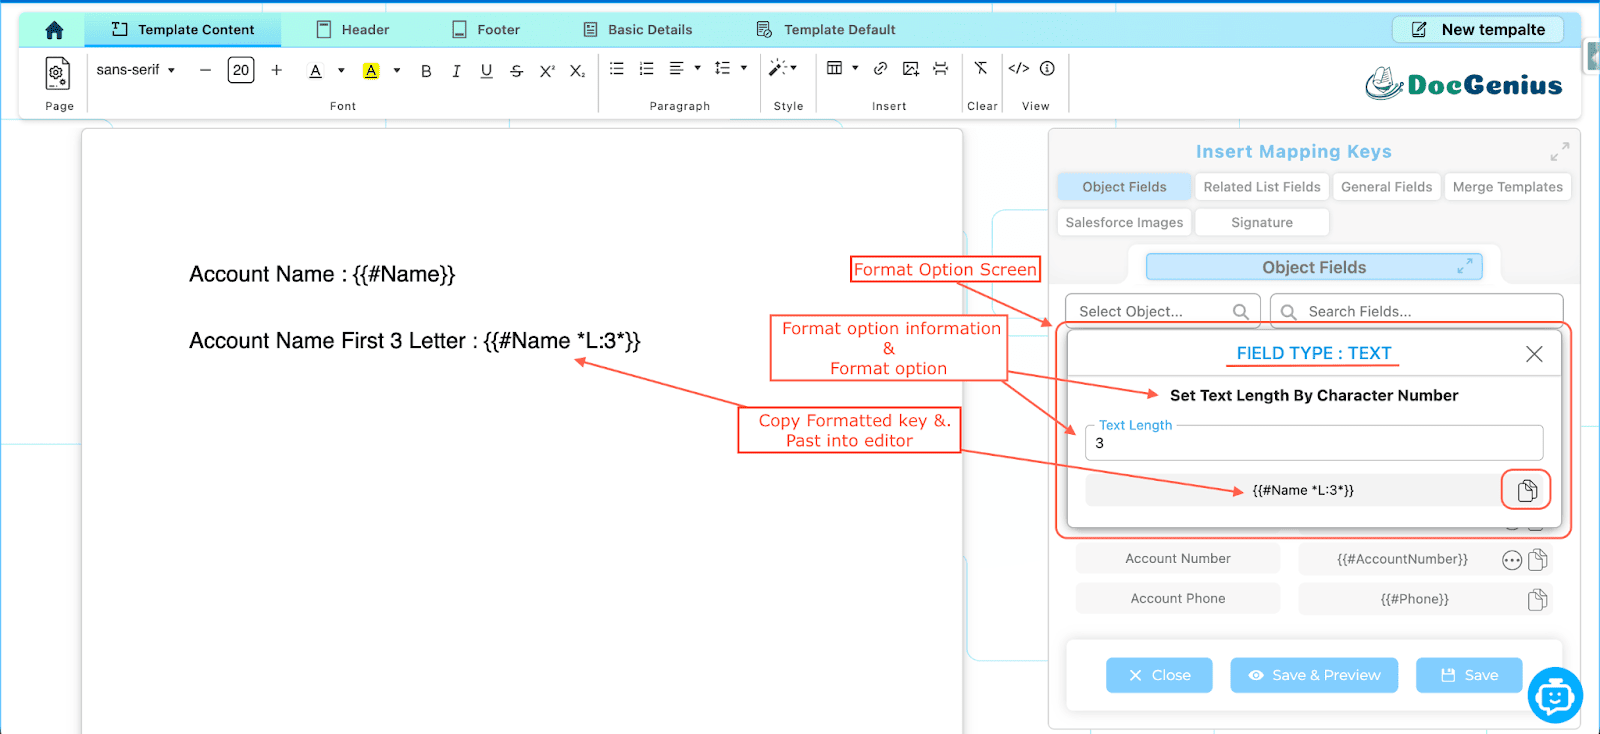 Template Content
Header
Footer
Basic Details
Template Default
New tempalte
sans-serif
20
A
A
B
I
U
S
X²
X₂
</>
Page
Font
Paragraph
Style
Insert
Clear
View
DocGenius
Account Name : {{#Name}}
Account Name First 3 Letter : {{#Name *L:3*}}
Format Option Screen
Format option information
&
Format option
Copy Formatted key &.
Past into editor
Insert Mapping Keys
Object Fields
Related List Fields
General Fields
Merge Templates
Salesforce Images
Signature
Object Fields
Select Object...
Search Fields...
FIELD TYPE : TEXT
Set Text Length By Character Number
Text Length
3
{{#Name *L:3*}}
Account Number
{{#AccountNumber}}
Account Phone
{{#Phone}}
Close
Save & Preview
Save